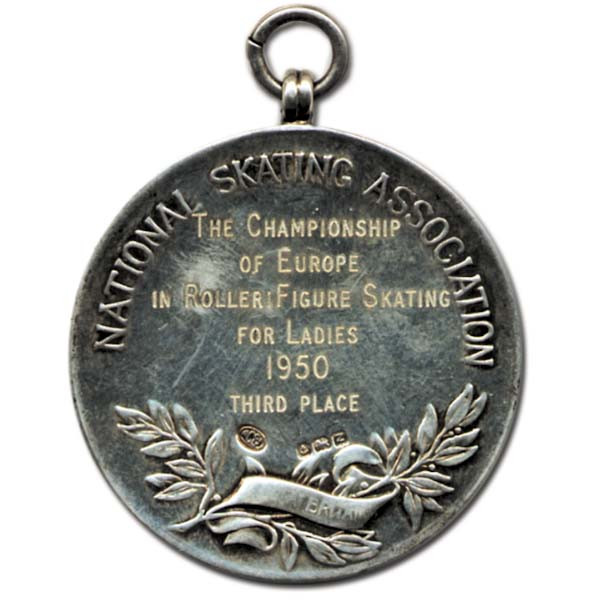 NATIONAL SKATING ASSOCIATION
THE CHAMPIONSHIP
OF EUROPE
IN ROLLER:FIGURE SKATING
FOR LADIES
1950
THIRD PLACE